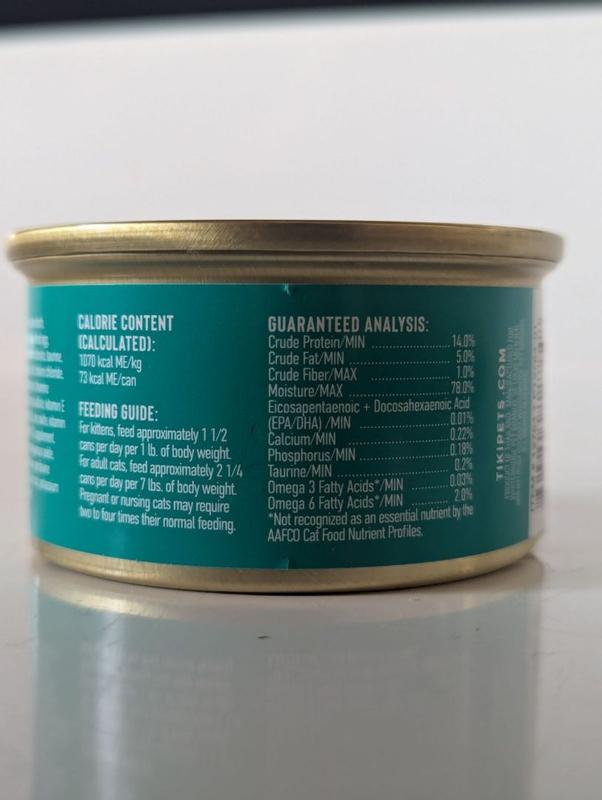 CALORIE CONTENT
(CALCULATED):
1070 kcal ME/kg
73 kcal ME/can
FEEDING GUIDE:
For kittens, feed approximately 1 1/2
cans per day per 1 lb. of body weight.
For adult cats, feed approximately 2 1/4
cans per day per 7 lbs. of body weight.
Pregnant or nursing cats may require
two to four times their normal feeding.
GUARANTEED ANALYSIS:
Crude Protein/MIN 14.0%
Crude Fat/MIN 5.0%
Crude Fiber/MAX 1.0%
Moisture/MAX 78.0%
Eicosapentaenoic + Docosahexaenoic Acid
(EPA/DHA) /MIN 0.01%
Calcium/MIN 0.22%
Phosphorus/MIN 0.18%
Taurine/MIN 0.2%
Omega 3 Fatty Acids*/MIN 0.03%
Omega 6 Fatty Acids*/MIN 2.0%
*Not recognized as an essential nutrient by the
AAFCO Cat Food Nutrient Profiles.
TIKIPETS.COM